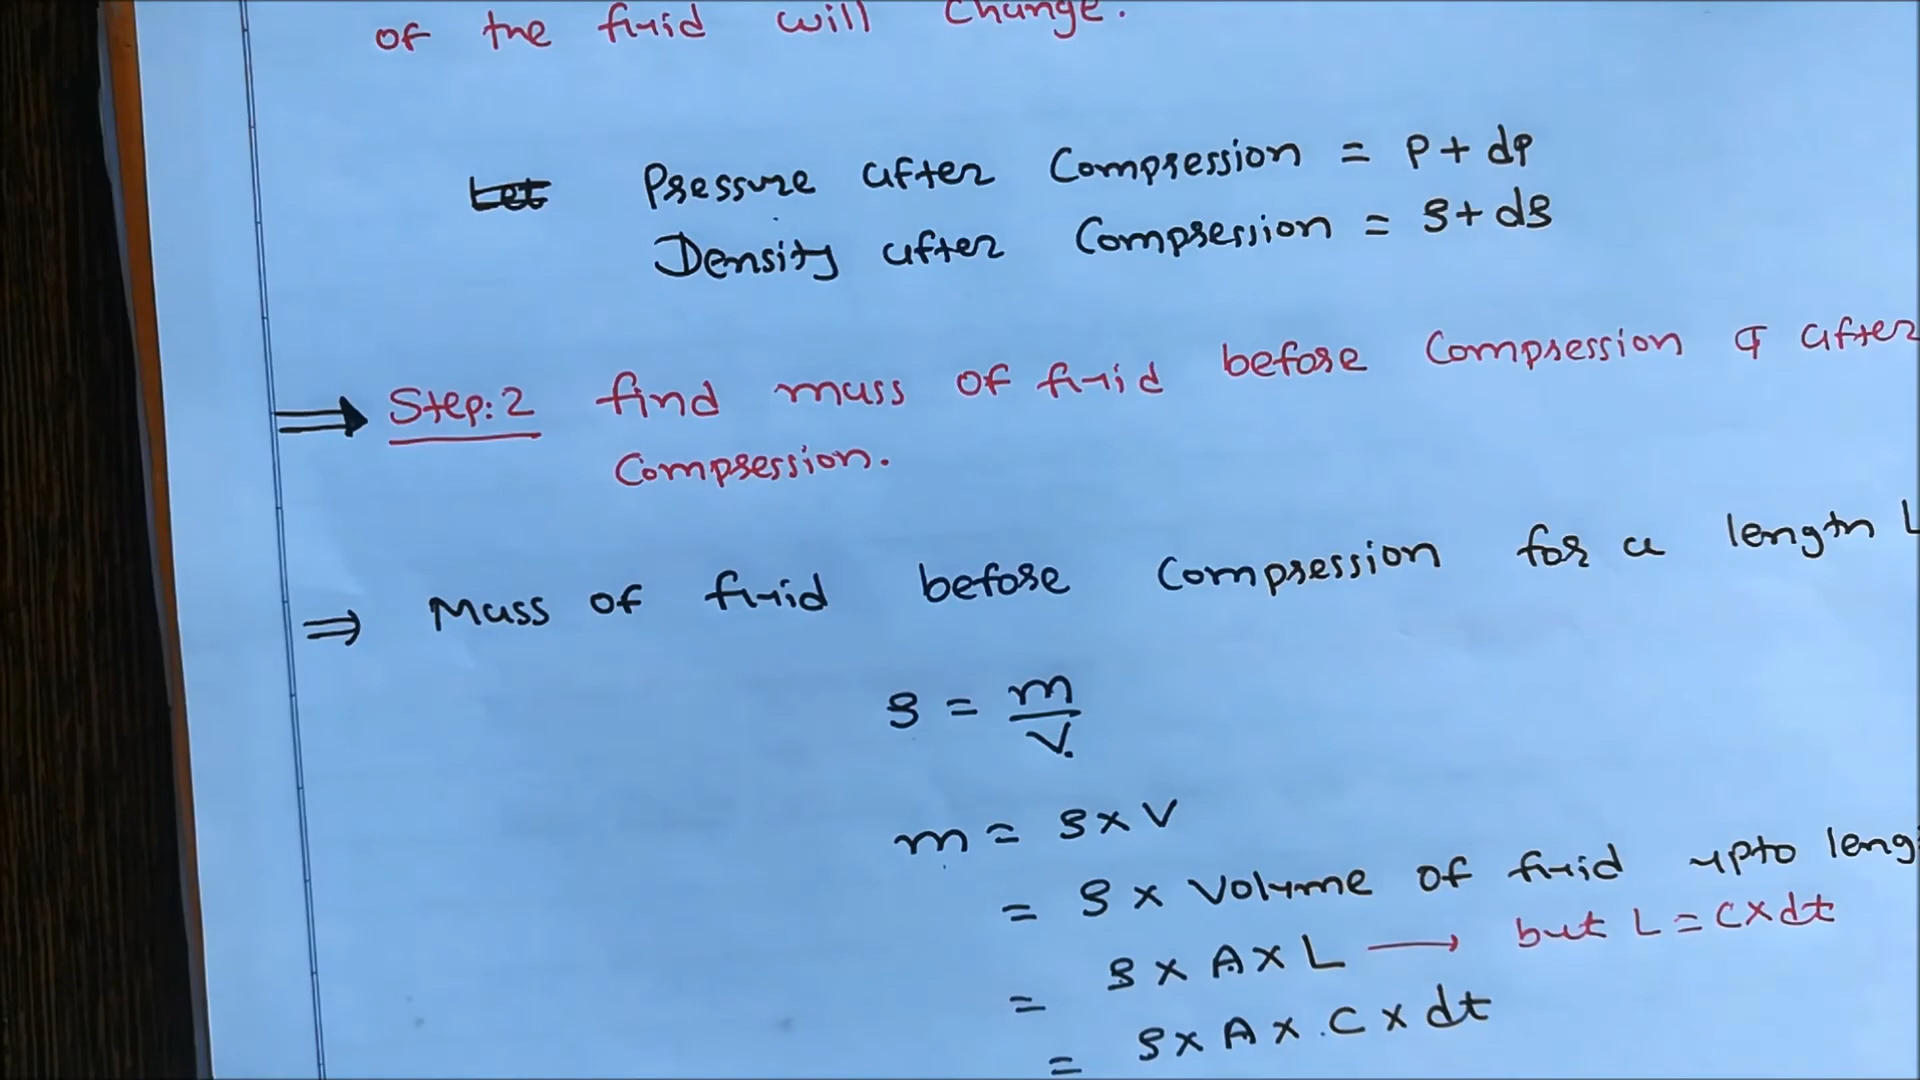 of the fluid will change.
Let Pressure after Compression = P + dp
Density after Compression = ρ + dρ
⇒ Step:2 find mass of fluid before Compression & after
Compression.
⇒ Mass of fluid before Compression for a length L
ρ = m/V
m = ρ × V
= ρ × Volume of fluid upto leng
= ρ × A × L → but L = C × dt
= ρ × A × C × dt